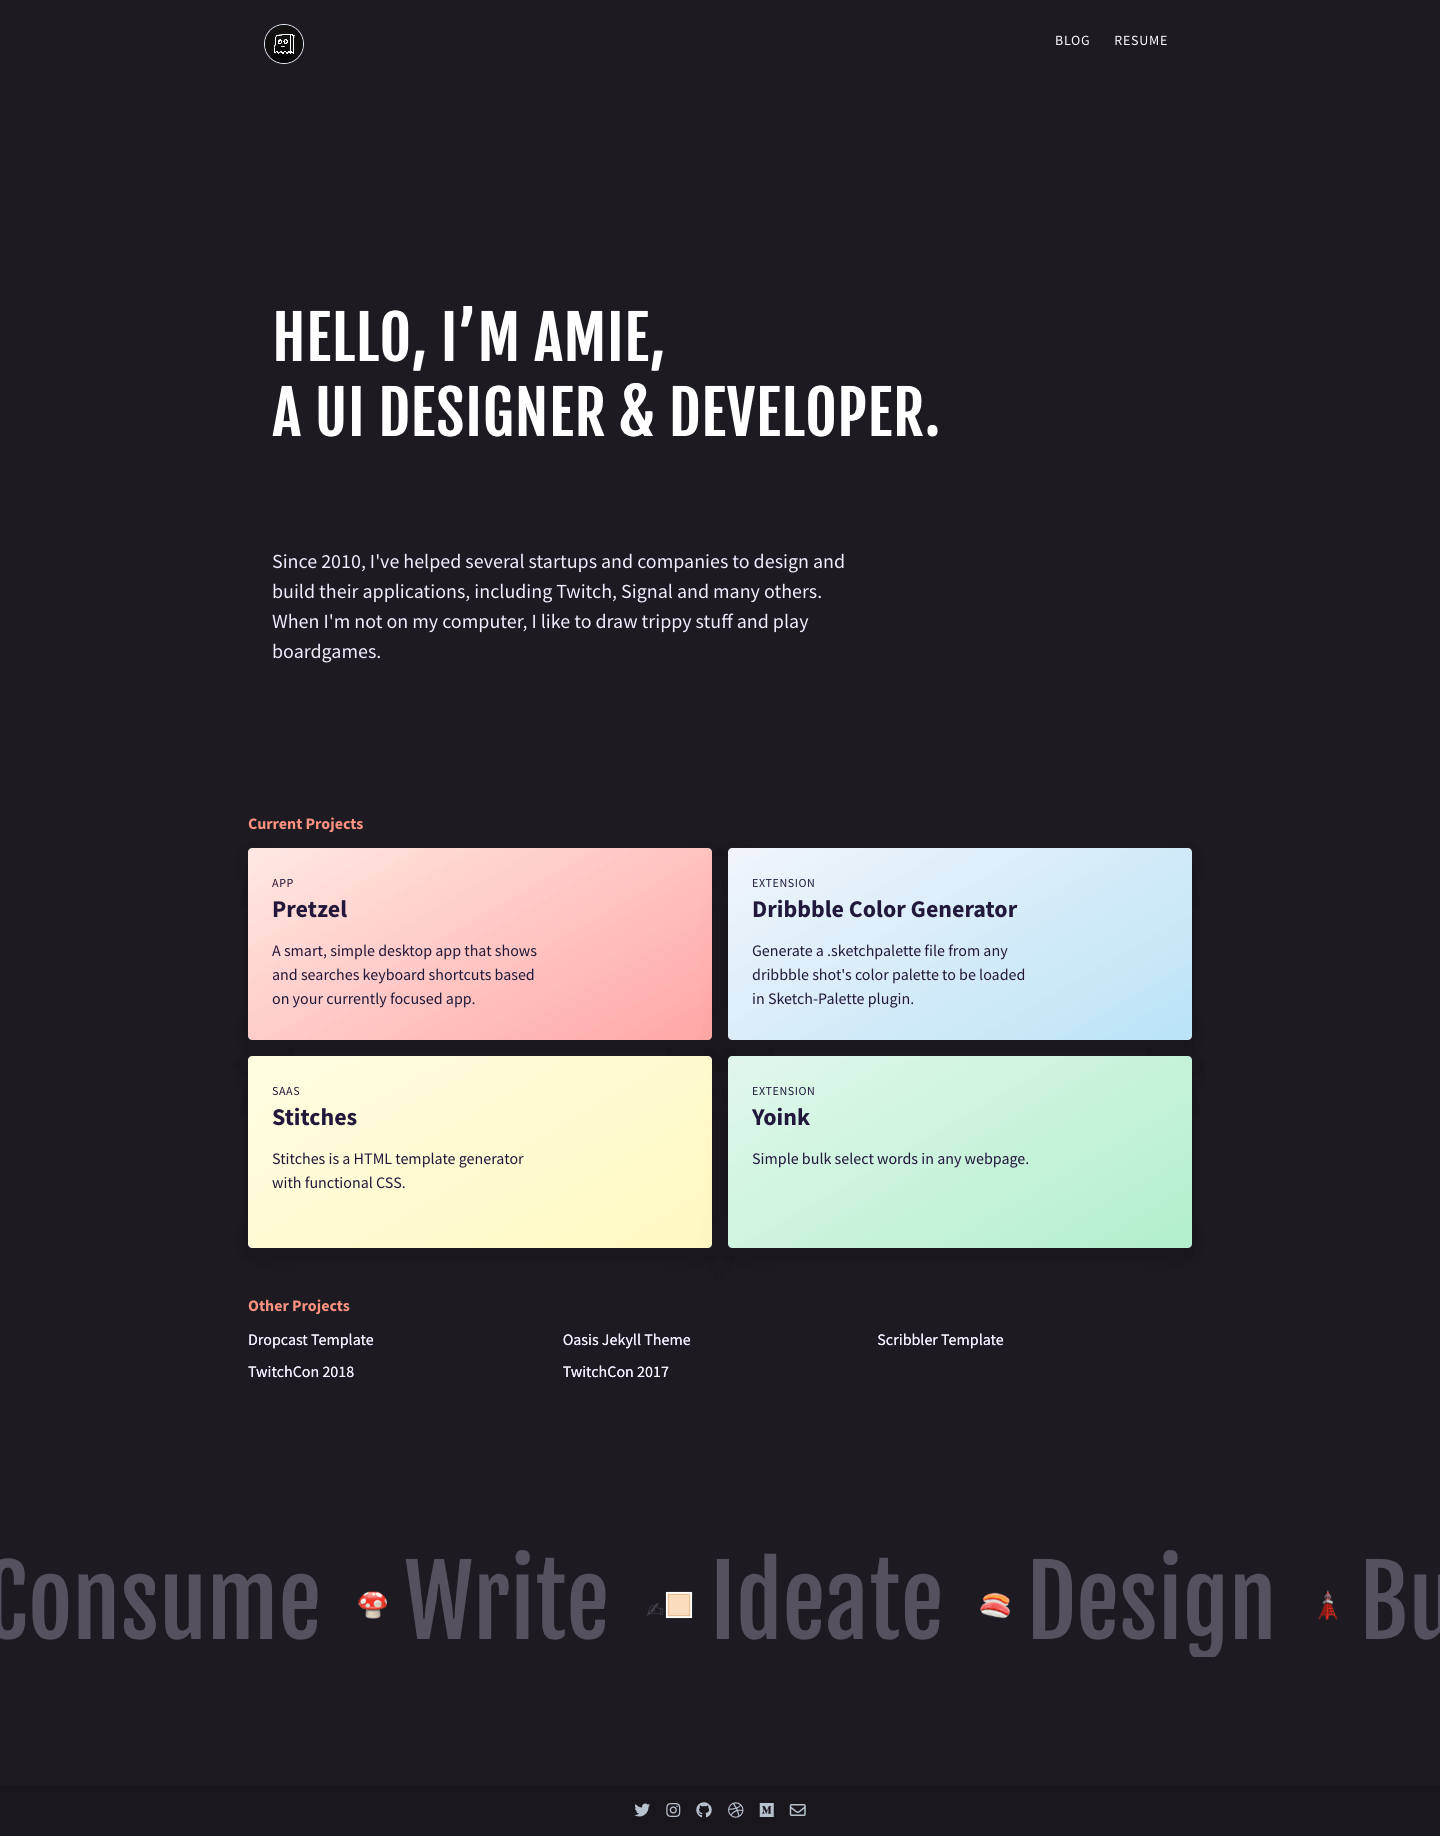 BLOG RESUME
HELLO, I’M AMIE,
A UI DESIGNER & DEVELOPER.
Since 2010, I've helped several startups and companies to design and
build their applications, including Twitch, Signal and many others.
When I'm not on my computer, I like to draw trippy stuff and play
boardgames.
Current Projects
APP
Pretzel
A smart, simple desktop app that shows
and searches keyboard shortcuts based
on your currently focused app.
EXTENSION
Dribbble Color Generator
Generate a .sketchpalette file from any
dribbble shot's color palette to be loaded
in Sketch-Palette plugin.
SAAS
Stitches
Stitches is a HTML template generator
with functional CSS.
EXTENSION
Yoink
Simple bulk select words in any webpage.
Other Projects
Dropcast Template
Oasis Jekyll Theme
Scribbler Template
TwitchCon 2018
TwitchCon 2017
Consume Write Ideate Design Bu